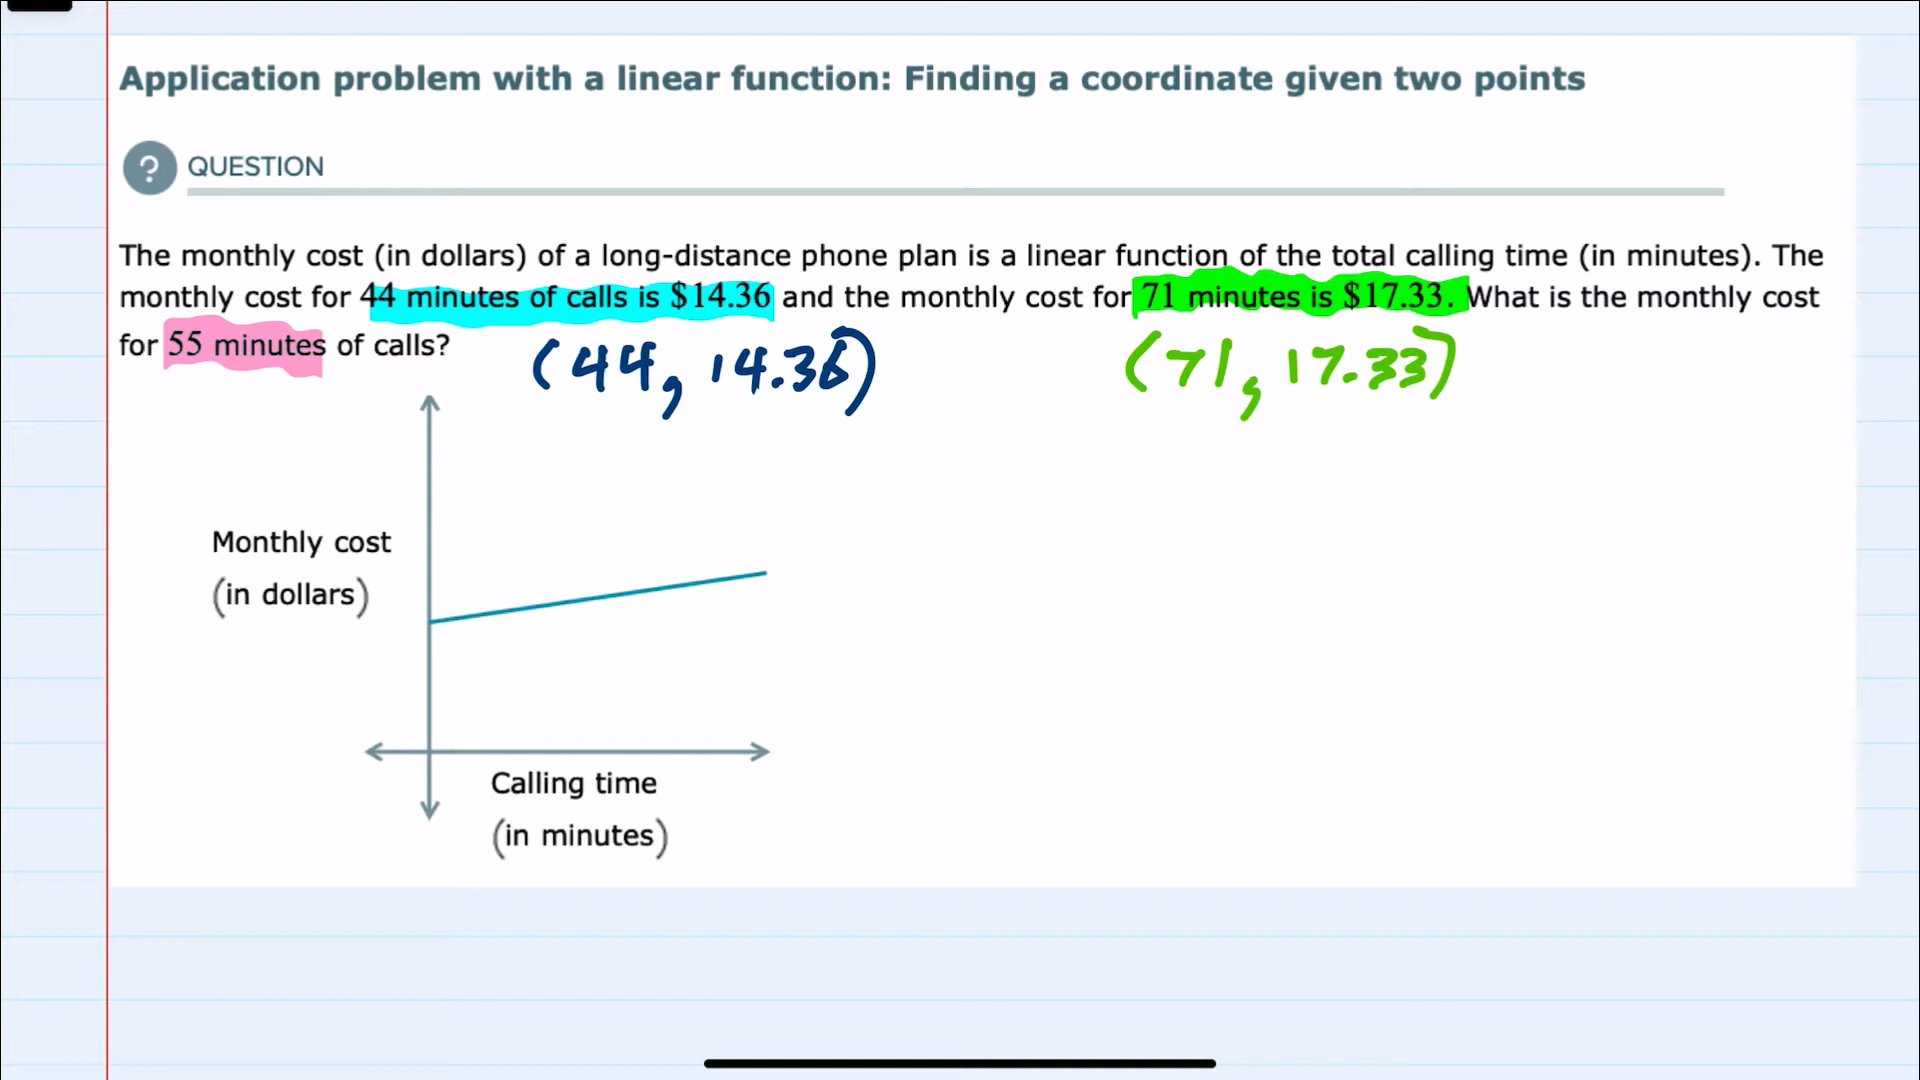 Application problem with a linear function: Finding a coordinate given two points
? QUESTION
The monthly cost (in dollars) of a long-distance phone plan is a linear function of the total calling time (in minutes). The
monthly cost for 44 minutes of calls is $14.36 and the monthly cost for 71 minutes is $17.33. What is the monthly cost
for 55 minutes of calls?
(44, 14.36)
(71, 17.33)
Monthly cost
(in dollars)
Calling time
(in minutes)